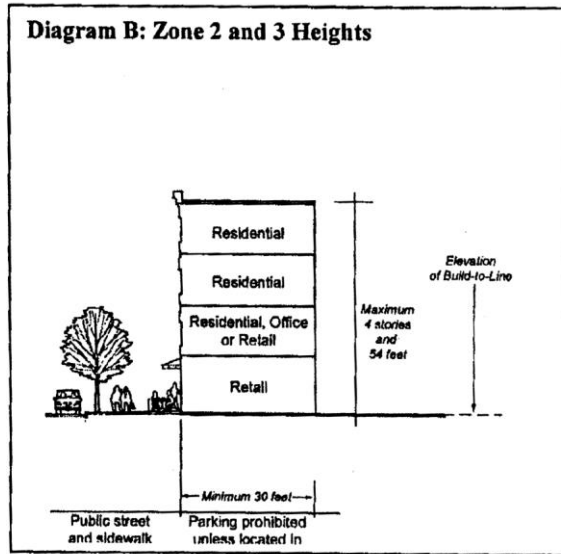 Diagram B: Zone 2 and 3 Heights
Residential
Residential
Residential, Office
or Retail
Retail
Elevation
of Build-to-Line
Maximum
4 stories
and
54 feet
Minimum 30 feet
Public street
and sidewalk
Parking prohibited
unless located in